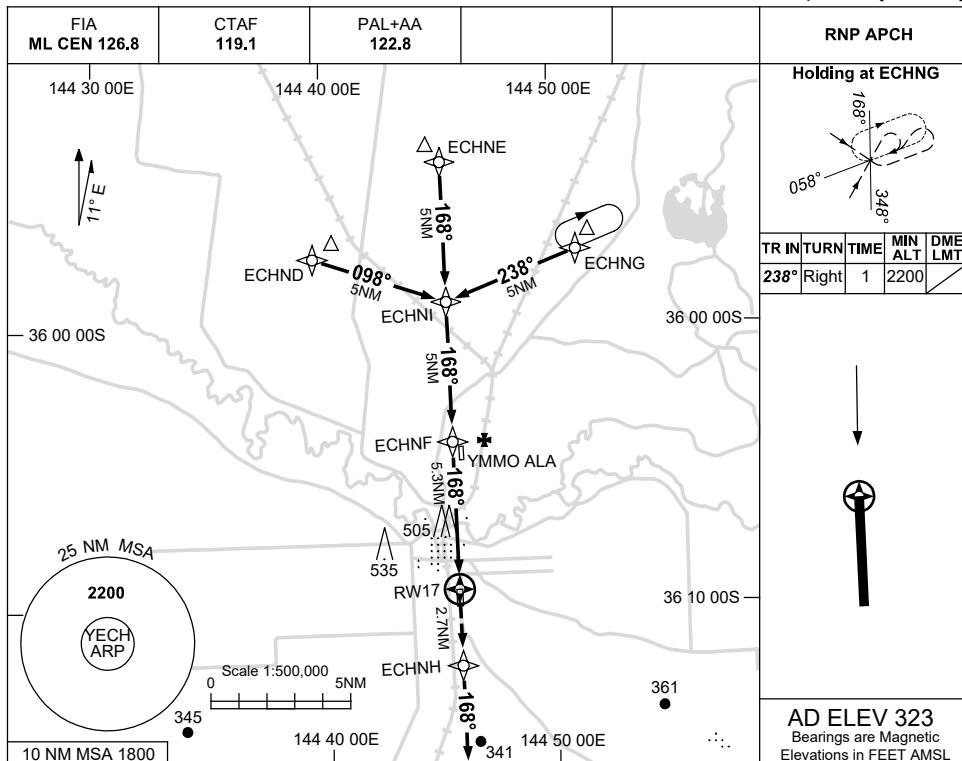 FIA
ML CEN 126.8
CTAF
119.1
PAL+AA
122.8
RNP APCH
144 30 00E
144 40 00E
144 50 00E
Holding at ECHNG
168°
058°
348°
TR IN TURN TIME MIN ALT DME LMT
238° Right 1 2200
11° E
ECHNE
168°
5NM
ECHND
098°
5NM
238°
5NM
ECHNG
ECHNI
36 00 00S
36 00 00S
168°
5NM
ECHNF
YMMO ALA
5.3NM
168°
505
535
25 NM MSA
2200
YECH
ARP
RW17
36 10 00S
2.7NM
ECHNH
Scale 1:500,000
0 5NM
168°
361
345
341
10 NM MSA 1800
144 40 00E
144 50 00E
AD ELEV 323
Bearings are Magnetic
Elevations in FEET AMSL